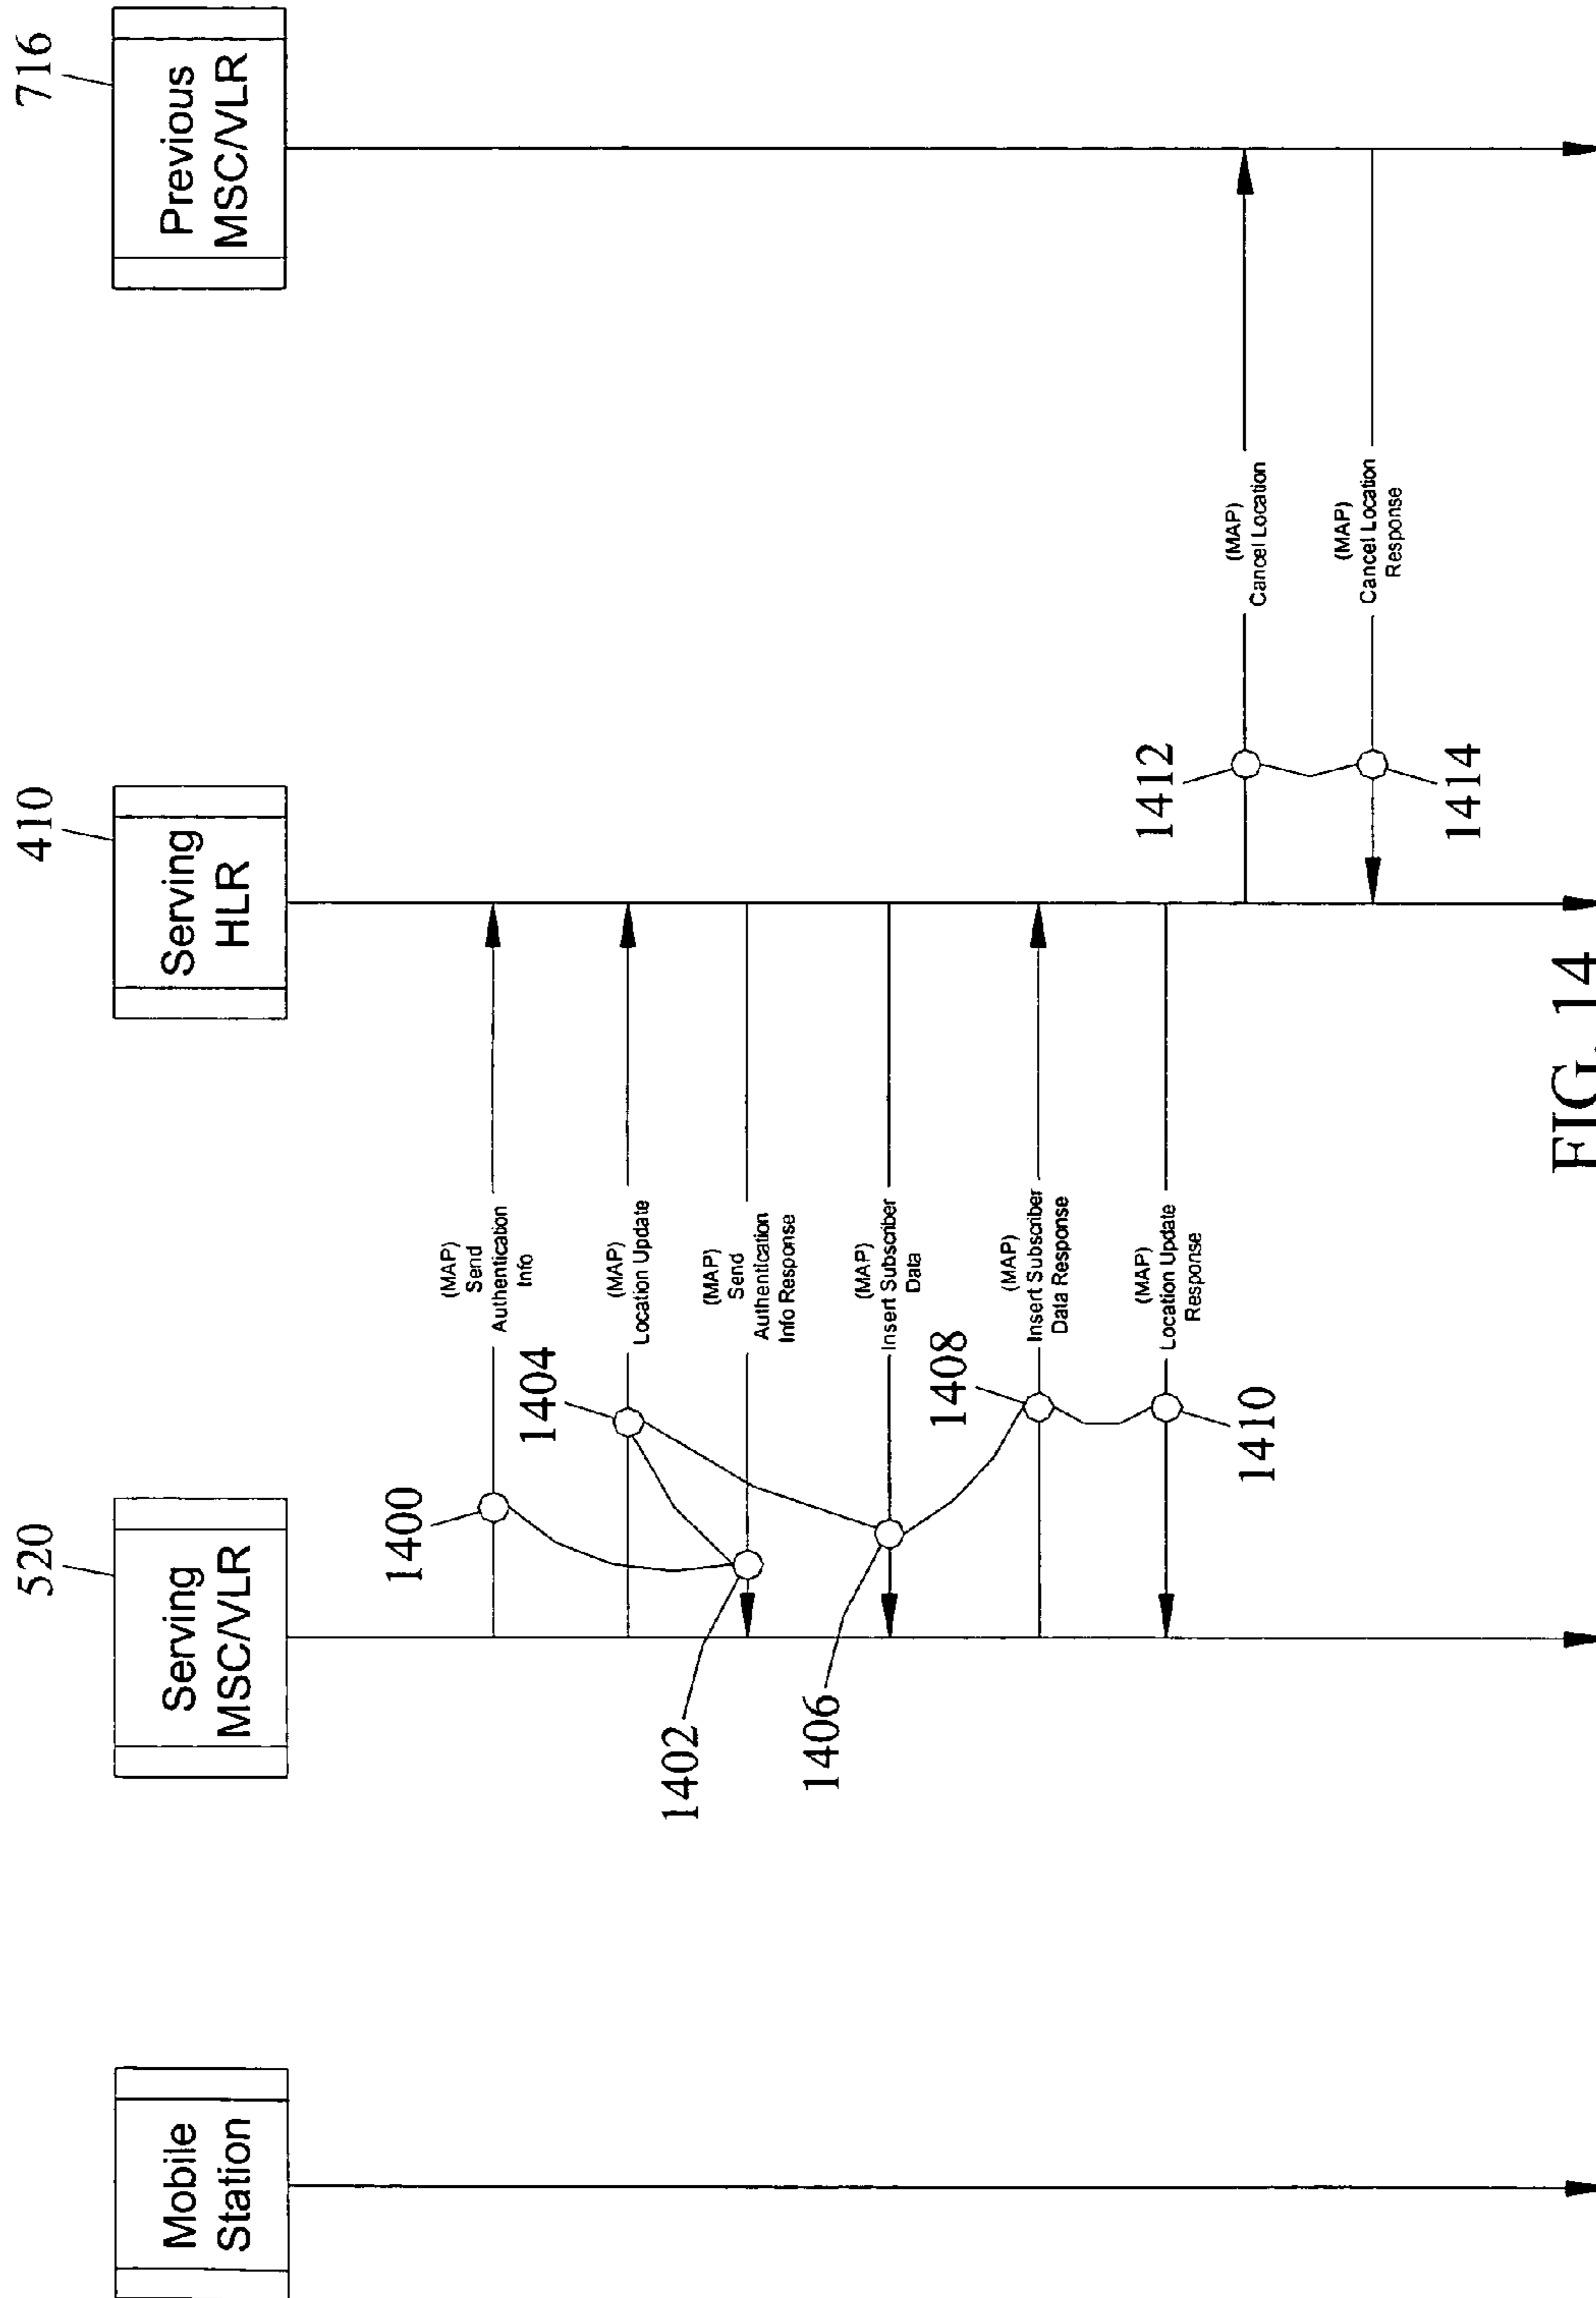 520
410
716
Mobile
Station
Serving
MSC/VLR
Serving
HLR
Previous
MSC/VLR
1400
(MAP)
Send
Authentication
Info
1404
(MAP)
Location Update
1402
(MAP)
Send
Authentication
Info Response
1406
(MAP)
Insert Subscriber
Data
1408
(MAP)
Insert Subscriber
Data Response
(MAP)
Location Update
Response
1410
1412
(MAP)
Cancel Location
(MAP)
Cancel Location
Response
1414
FIG. 14